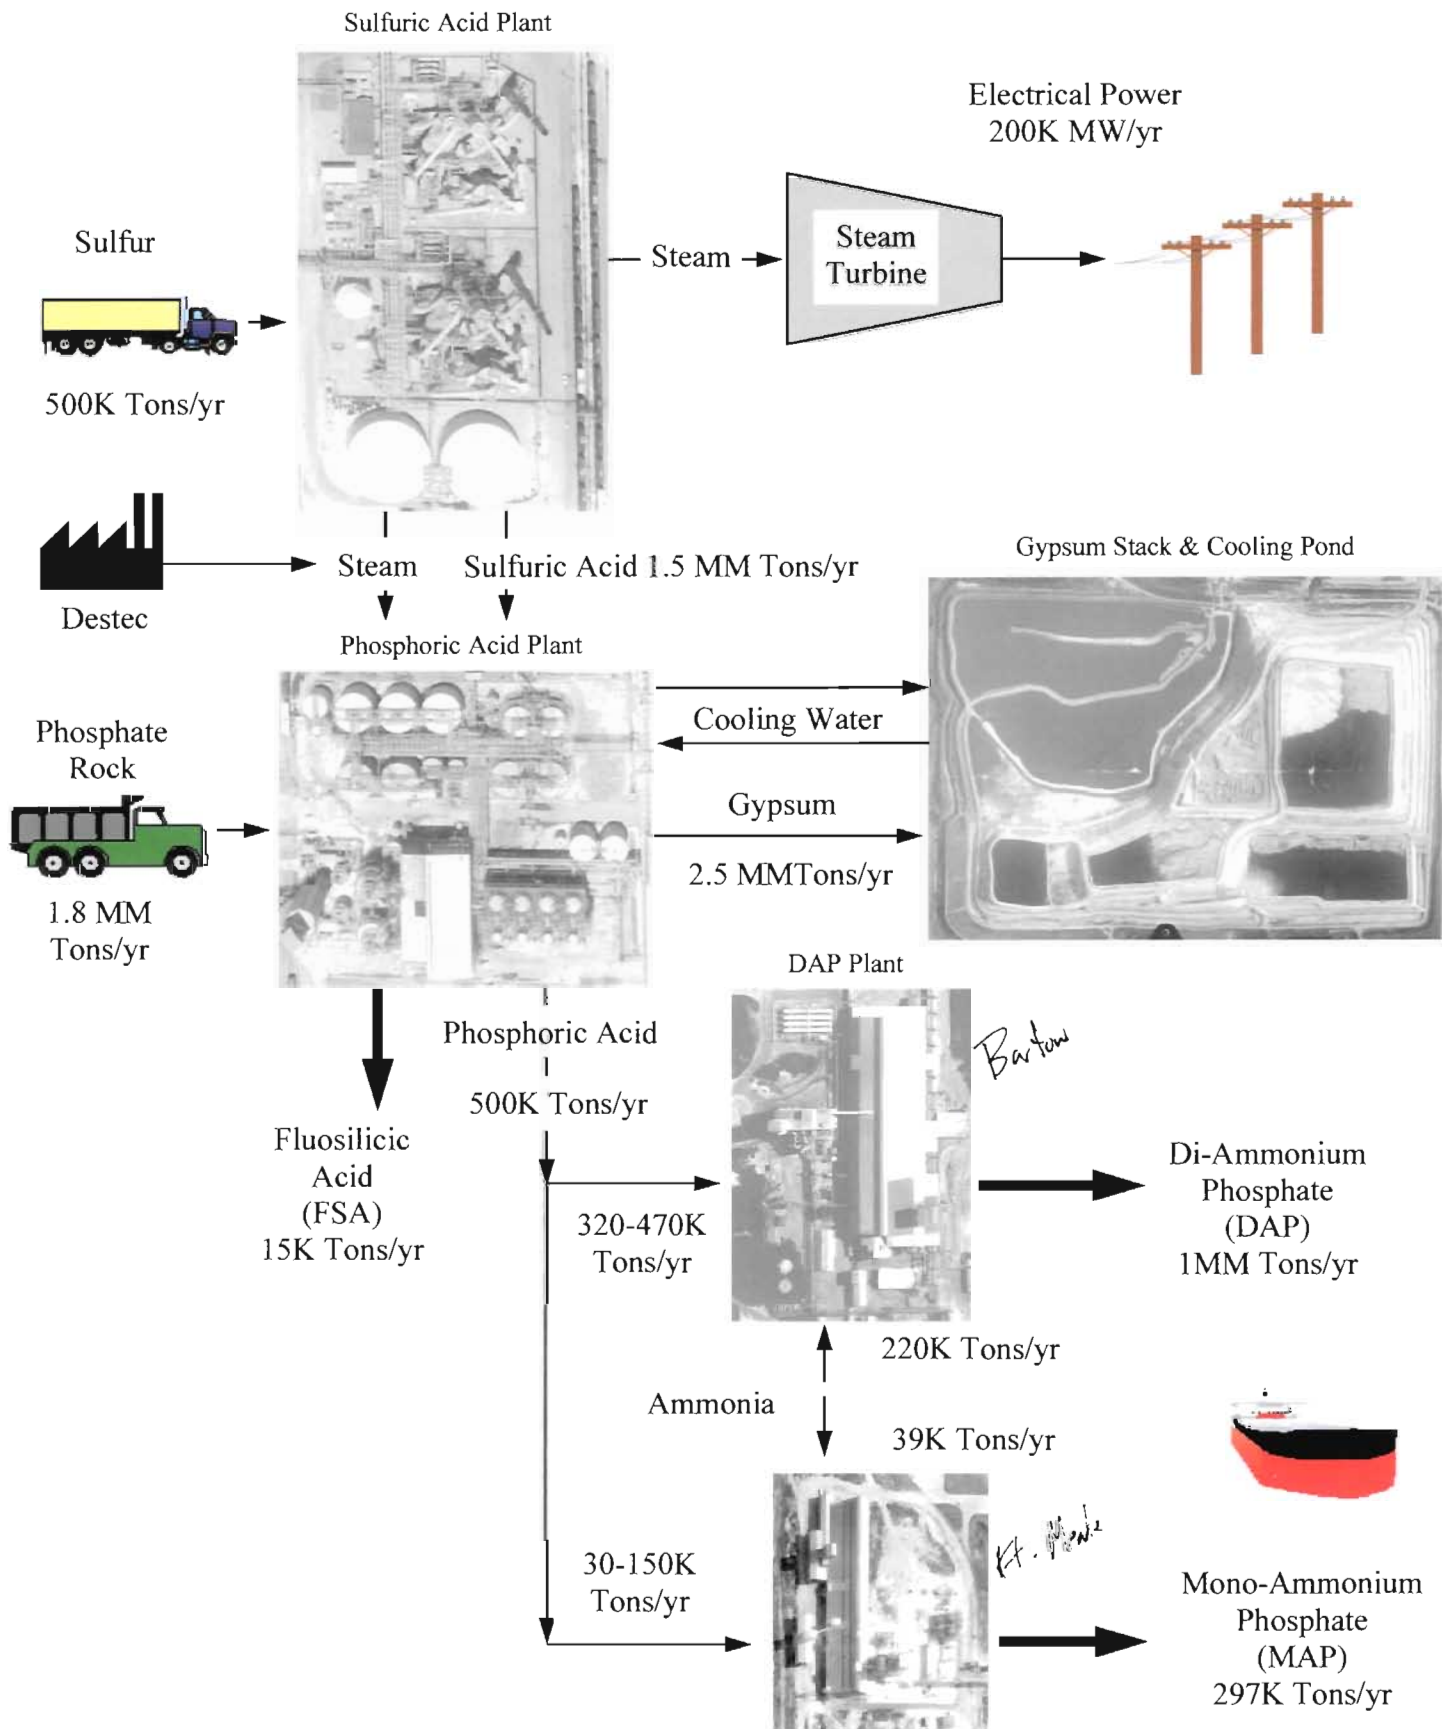 Sulfuric Acid Plant
Electrical Power
200K MW/yr
Sulfur
Steam
Steam
Turbine
500K Tons/yr
Destec
Steam
Sulfuric Acid 1.5 MM Tons/yr
Gypsum Stack & Cooling Pond
Phosphoric Acid Plant
Phosphate
Rock
Cooling Water
Gypsum
2.5 MMTons/yr
1.8 MM
Tons/yr
DAP Plant
Bartow
Phosphoric Acid
500K Tons/yr
Fluosilicic
Acid
(FSA)
15K Tons/yr
320-470K
Tons/yr
Di-Ammonium
Phosphate
(DAP)
1MM Tons/yr
220K Tons/yr
Ammonia
39K Tons/yr
Ft.
30-150K
Tons/yr
Mono-Ammonium
Phosphate
(MAP)
297K Tons/yr